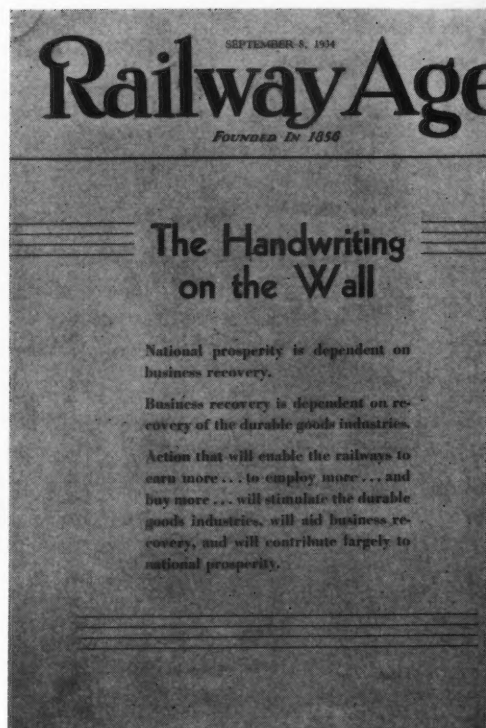 SEPTEMBER 8, 1934
Railway Age
FOUNDED IN 1856
The Handwriting
on the Wall
National prosperity is dependent on
business recovery.
Business recovery is dependent on re-
covery of the durable goods industries.
Action that will enable the railways to
earn more . . . to employ more . . . and
buy more . . . will stimulate the durable
goods industries, will aid business re-
covery, and will contribute largely to
national prosperity.